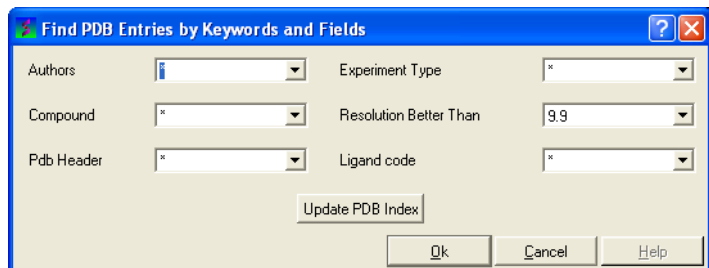 Find PDB Entries by Keywords and Fields
Authors * Experiment Type *
Compound * Resolution Better Than 9.9
Pdb Header * Ligand code *
Update PDB Index
Ok Cancel Help